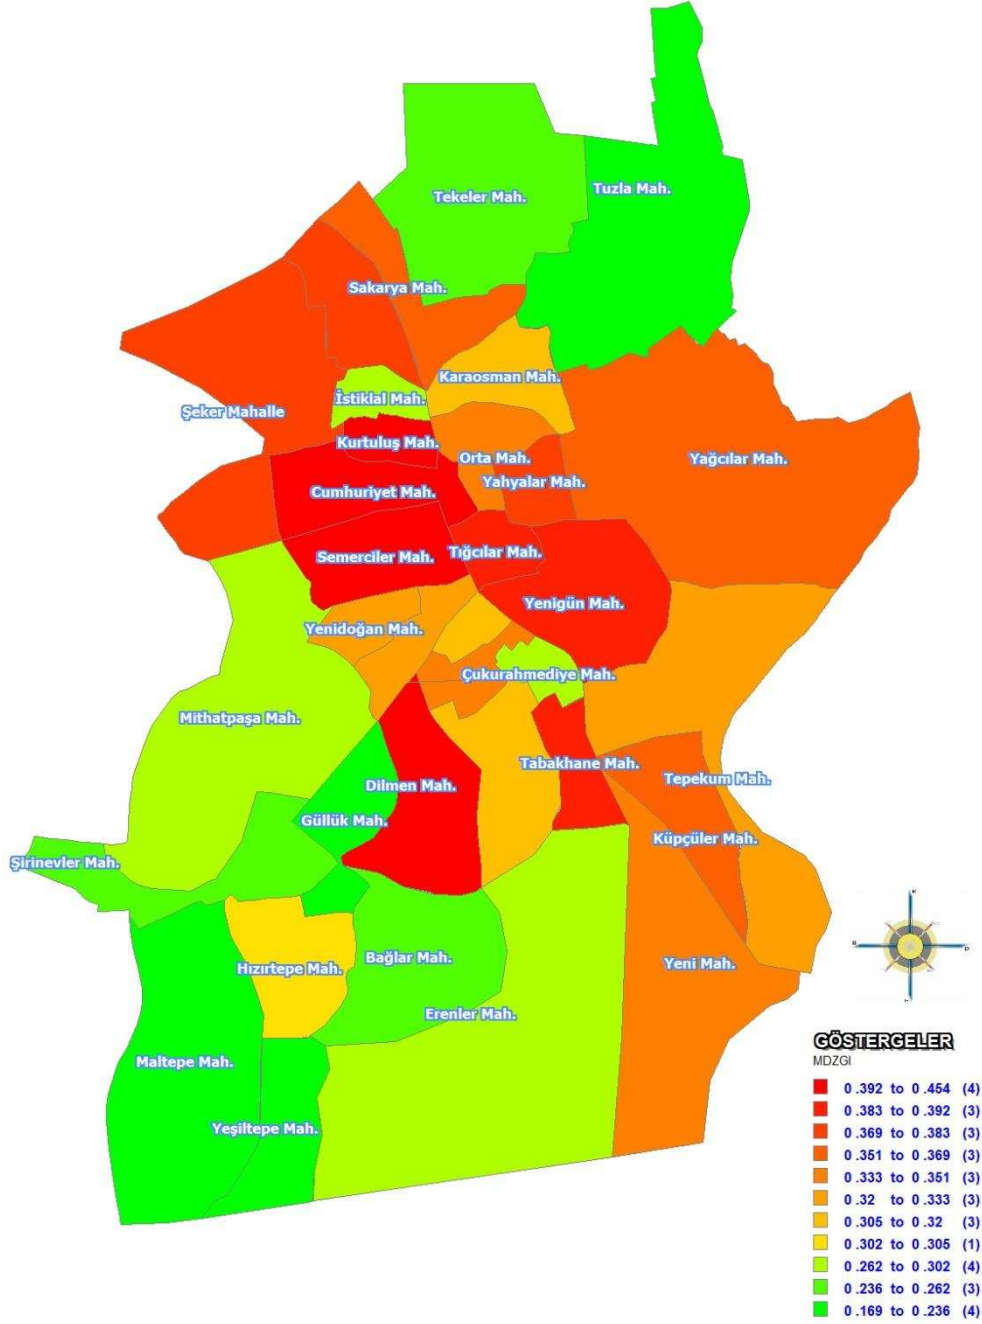 Tekeler Mah.
Tuzla Mah.
Sakarya Mah.
Karaosman Mah.
İstiklal Mah.
Şeker Mahalle
Kurtuluş Mah.
Orta Mah.
Yağcılar Mah.
Yahyalar Mah.
Cumhuriyet Mah.
Semerciler Mah.
Tığcılar Mah.
Yenigün Mah.
Yenidoğan Mah.
Çukurahmediye Mah.
Mithatpaşa Mah.
Tabakhane Mah.
Tepekum Mah.
Dilmen Mah.
Güllük Mah.
Küpçüler Mah.
Şirinevler Mah.
Bağlar Mah.
Yeni Mah.
Hızırtepe Mah.
Erenler Mah.
Maltepe Mah.
Yeşiltepe Mah.
GÖSTERGELER
MDZGI
0 .392 to 0 .454 (4)
0 .383 to 0 .392 (3)
0 .369 to 0 .383 (3)
0 .351 to 0 .369 (3)
0 .333 to 0 .351 (3)
0 .32 to 0 .333 (3)
0 .305 to 0 .32 (3)
0 .302 to 0 .305 (1)
0 .262 to 0 .302 (4)
0 .236 to 0 .262 (3)
0 .169 to 0 .236 (4)